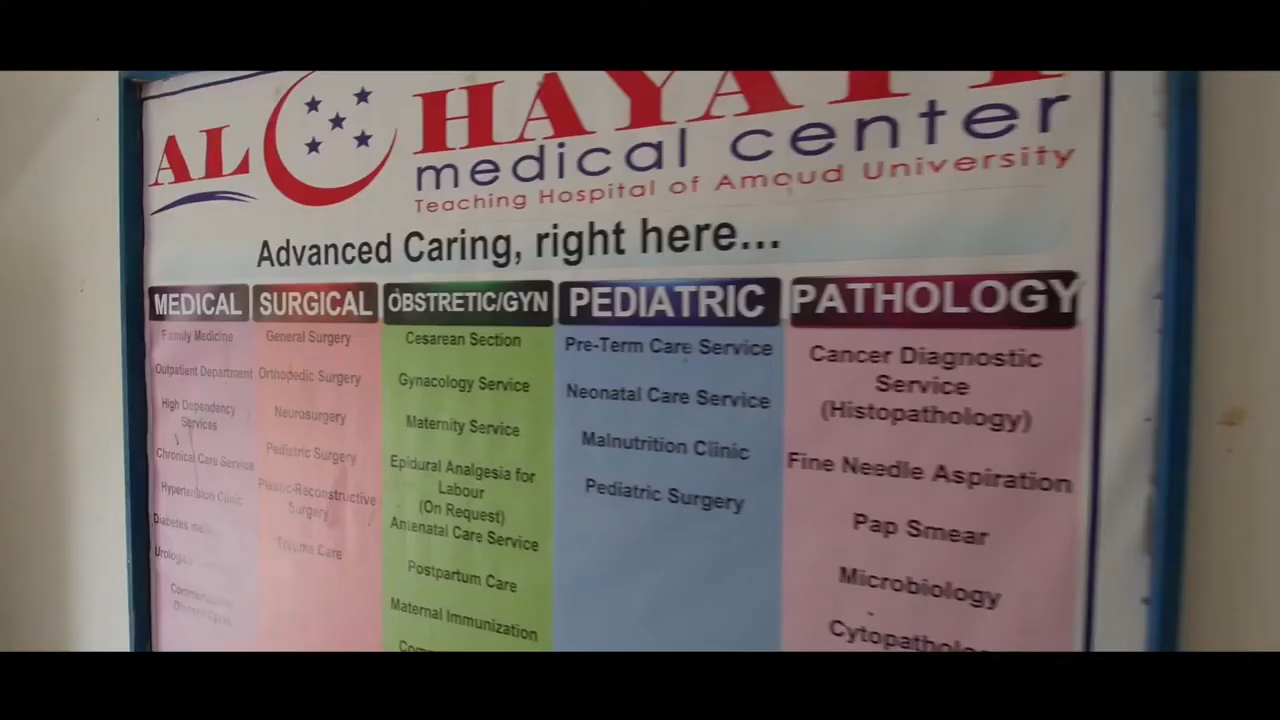 AL HAYATT
medical center
Teaching Hospital of Amoud University
Advanced Caring, right here...
MEDICAL
Family Medicine
Outpatient Department
High Dependency
Services
Chronical Care Service
Hypertension Clinic
Diabetes
SURGICAL
General Surgery
Orthopedic Surgery
Neurosurgery
Pediatric Surgery
Plastic-Reconstructive
Surgery
Trauma Care
OBSTRETIC/GYN
Cesarean Section
Gynacology Service
Maternity Service
Epidural Analgesia for
Labour
(On Request)
Antenatal Care Service
Postpartum Care
Maternal Immunization
PEDIATRIC
Pre-Term Care Service
Neonatal Care Service
Malnutrition Clinic
Pediatric Surgery
PATHOLOGY
Cancer Diagnostic
Service
(Histopathology)
Fine Needle Aspiration
Pap Smear
Microbiology